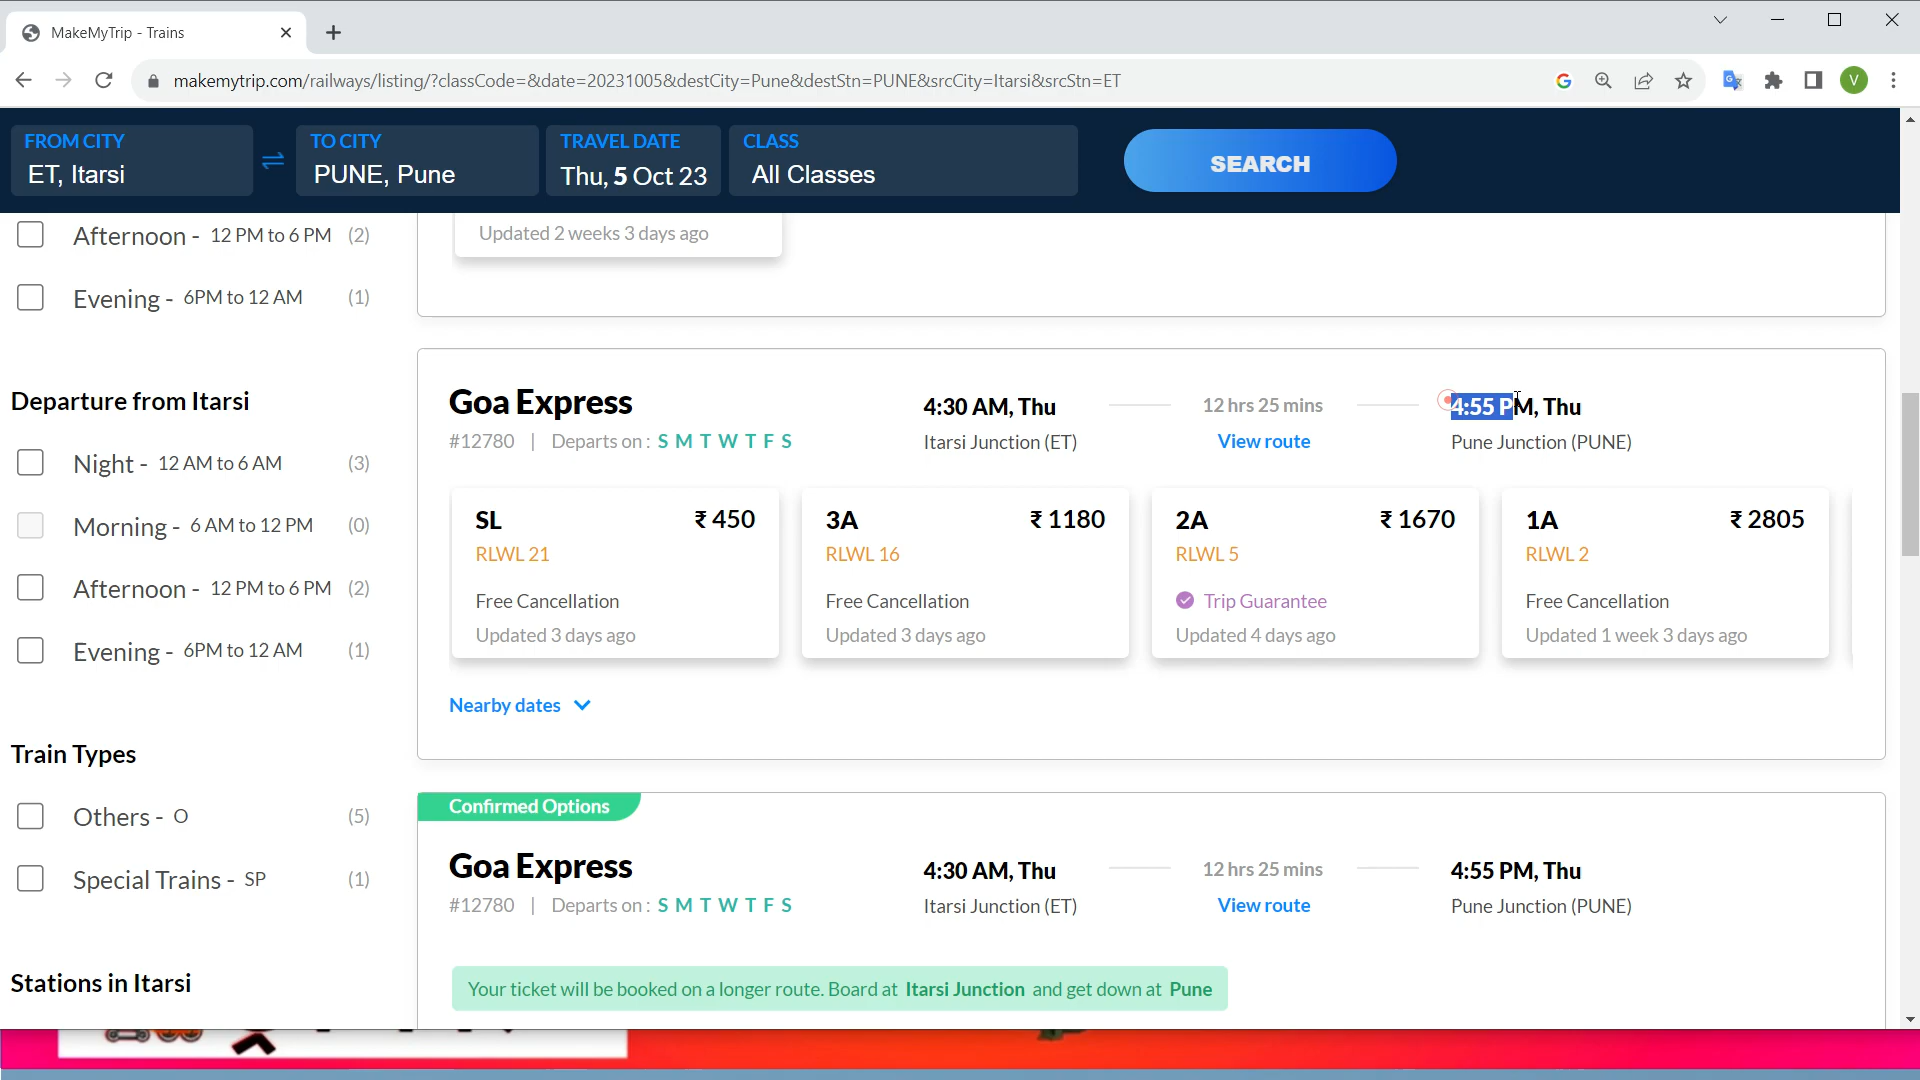 MakeMyTrip - Trains
makemytrip.com/railways/listing/?classCode=&date=20231005&destCity=Pune&destStn=PUNE&srcCity=Itarsi&srcStn=ET
V
FROM CITY
ET, Itarsi
TO CITY
PUNE, Pune
TRAVEL DATE
Thu, 5 Oct 23
CLASS
All Classes
SEARCH
Afternoon - 12 PM to 6 PM (2)
Evening - 6PM to 12 AM (1)
Departure from Itarsi
Night - 12 AM to 6 AM (3)
Morning - 6 AM to 12 PM (0)
Afternoon - 12 PM to 6 PM (2)
Evening - 6PM to 12 AM (1)
Train Types
Others - O (5)
Special Trains - SP (1)
Stations in Itarsi
Updated 2 weeks 3 days ago
Goa Express
#12780 | Departs on : S M T W T F S
4:30 AM, Thu
Itarsi Junction (ET)
12 hrs 25 mins
View route
4:55 PM, Thu
Pune Junction (PUNE)
SL ₹ 450
RLWL 21
Free Cancellation
Updated 3 days ago
3A ₹ 1180
RLWL 16
Free Cancellation
Updated 3 days ago
2A ₹ 1670
RLWL 5
Trip Guarantee
Updated 4 days ago
1A ₹ 2805
RLWL 2
Free Cancellation
Updated 1 week 3 days ago
Nearby dates
Confirmed Options
Goa Express
#12780 | Departs on : S M T W T F S
4:30 AM, Thu
Itarsi Junction (ET)
12 hrs 25 mins
View route
4:55 PM, Thu
Pune Junction (PUNE)
Your ticket will be booked on a longer route. Board at Itarsi Junction and get down at Pune